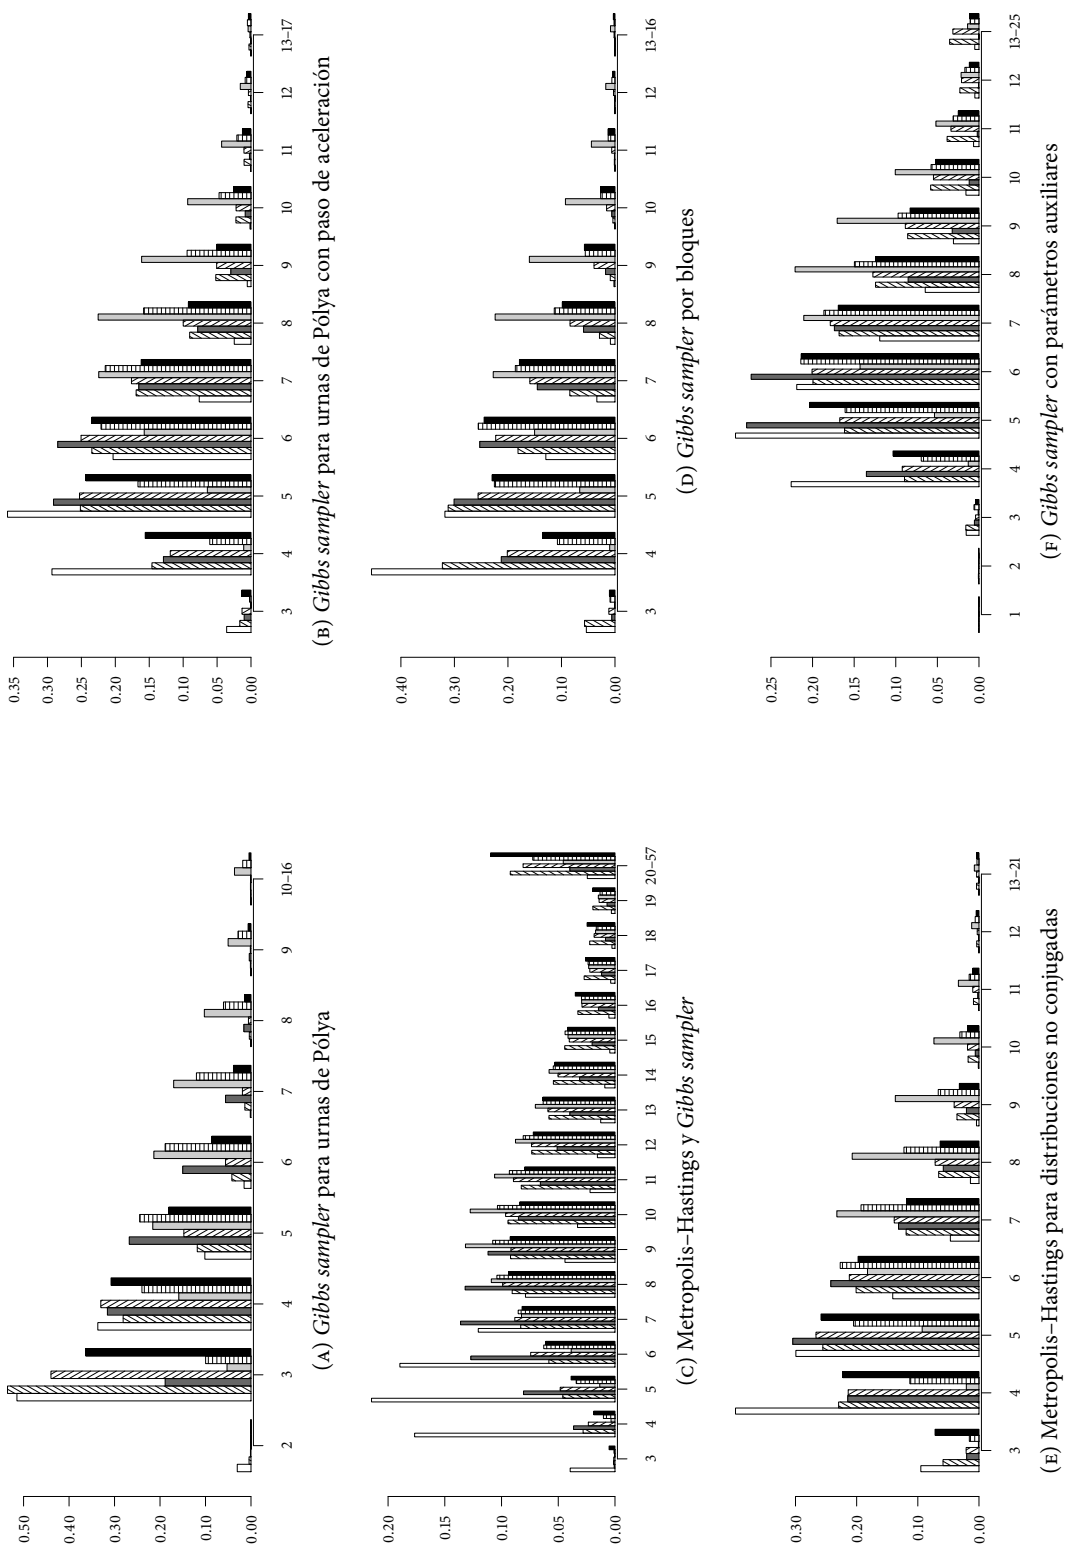 0.50
0.40
0.30
0.20
0.10
0.00
2 3 4 5 6 7 8 9 10–16
(A) Gibbs sampler para urnas de Pólya
0.35
0.30
0.25
0.20
0.15
0.10
0.05
0.00
3 4 5 6 7 8 9 10 11 12 13–17
(B) Gibbs sampler para urnas de Pólya con paso de aceleración
0.20
0.15
0.10
0.05
0.00
3 4 5 6 7 8 9 10 11 12 13 14 15 16 17 18 19 20–57
(C) Metropolis–Hastings y Gibbs sampler
0.40
0.30
0.20
0.10
0.00
3 4 5 6 7 8 9 10 11 12 13–16
(D) Gibbs sampler por bloques
0.30
0.20
0.10
0.00
3 4 5 6 7 8 9 10 11 12 13–21
(E) Metropolis–Hastings para distribuciones no conjugadas
0.25
0.20
0.15
0.10
0.05
0.00
1 2 3 4 5 6 7 8 9 10 11 12 13–25
(F) Gibbs sampler con parámetros auxiliares